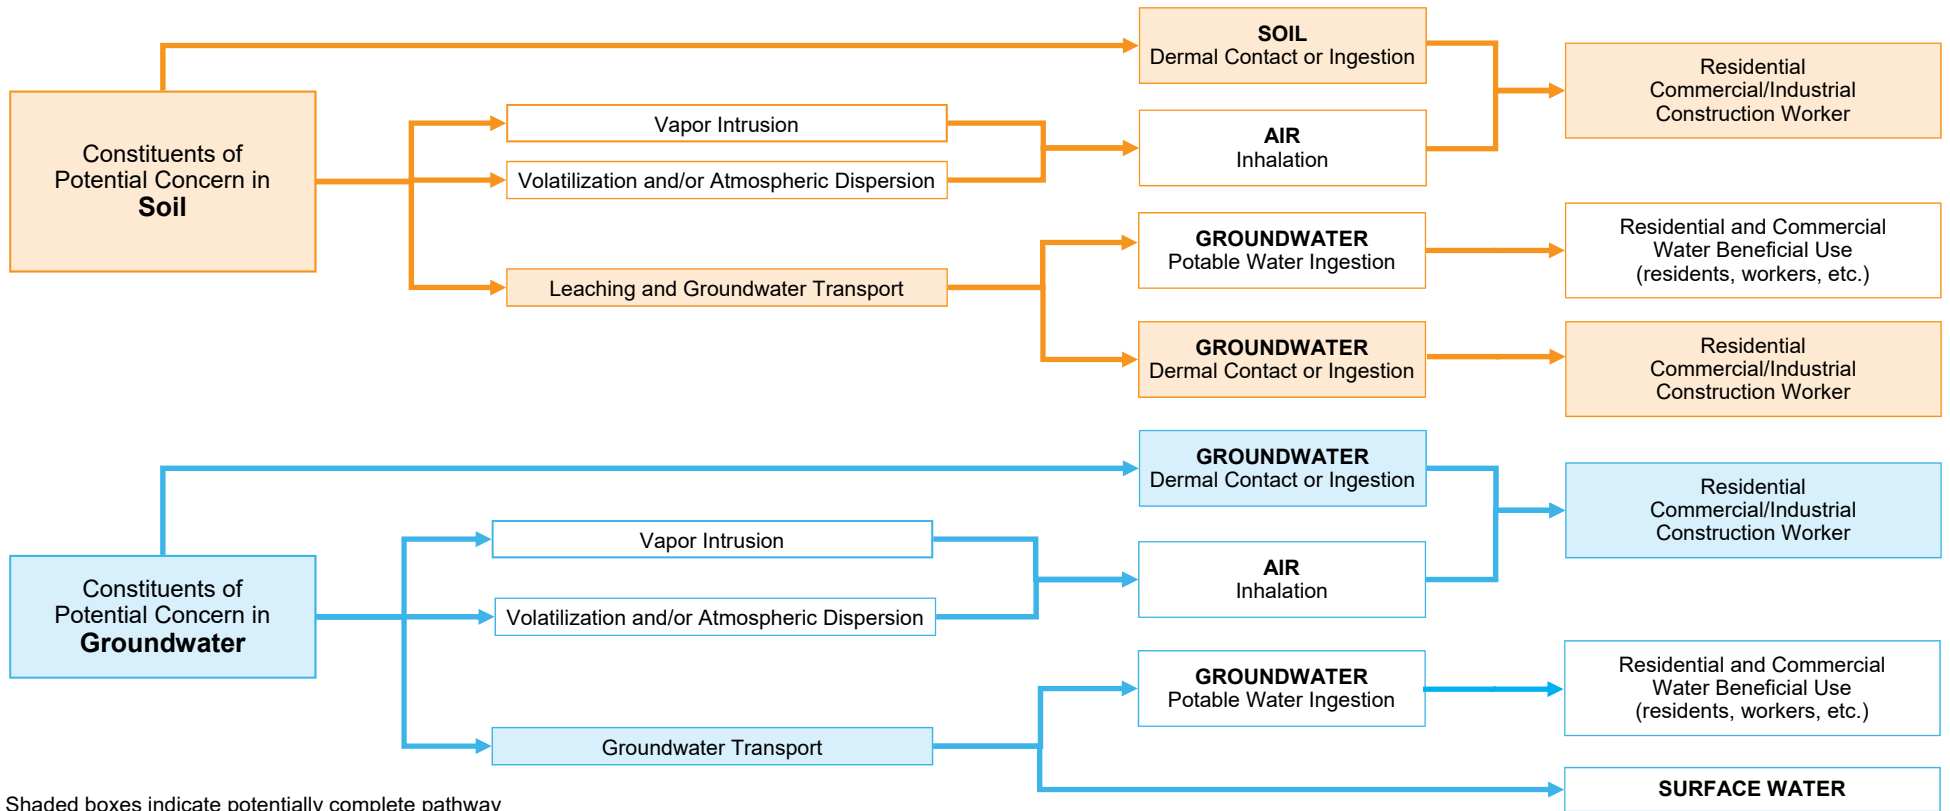 SOIL
Dermal Contact or Ingestion
Residential
Commercial/Industrial
Construction Worker
Constituents of
Potential Concern in
Soil
Vapor Intrusion
Volatilization and/or Atmospheric Dispersion
AIR
Inhalation
Leaching and Groundwater Transport
GROUNDWATER
Potable Water Ingestion
Residential and Commercial
Water Beneficial Use
(residents, workers, etc.)
GROUNDWATER
Dermal Contact or Ingestion
Residential
Commercial/Industrial
Construction Worker
GROUNDWATER
Dermal Contact or Ingestion
Residential
Commercial/Industrial
Construction Worker
Constituents of
Potential Concern in
Groundwater
Vapor Intrusion
Volatilization and/or Atmospheric Dispersion
AIR
Inhalation
Groundwater Transport
GROUNDWATER
Potable Water Ingestion
Residential and Commercial
Water Beneficial Use
(residents, workers, etc.)
SURFACE WATER
Shaded boxes indicate potentially complete pathway